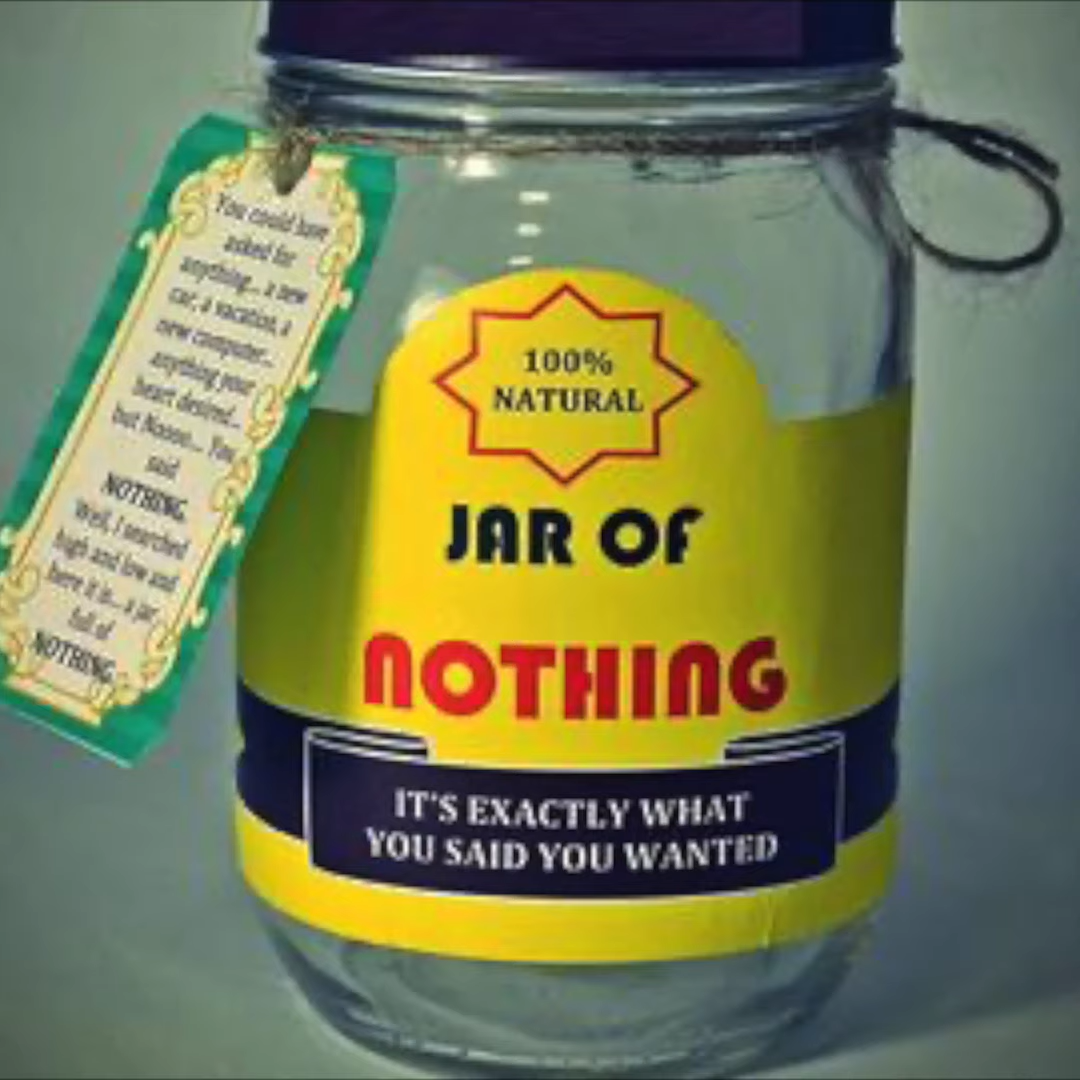 You could have
asked for
anything... a new
car, a vacation, a
new computer...
anything your
heart desired...
but Noooo... You
said
NOTHING.
Well, I searched
high and low and
here it is... a jar
full of
NOTHING.
100%
NATURAL
JAR OF
NOTHING
IT'S EXACTLY WHAT
YOU SAID YOU WANTED